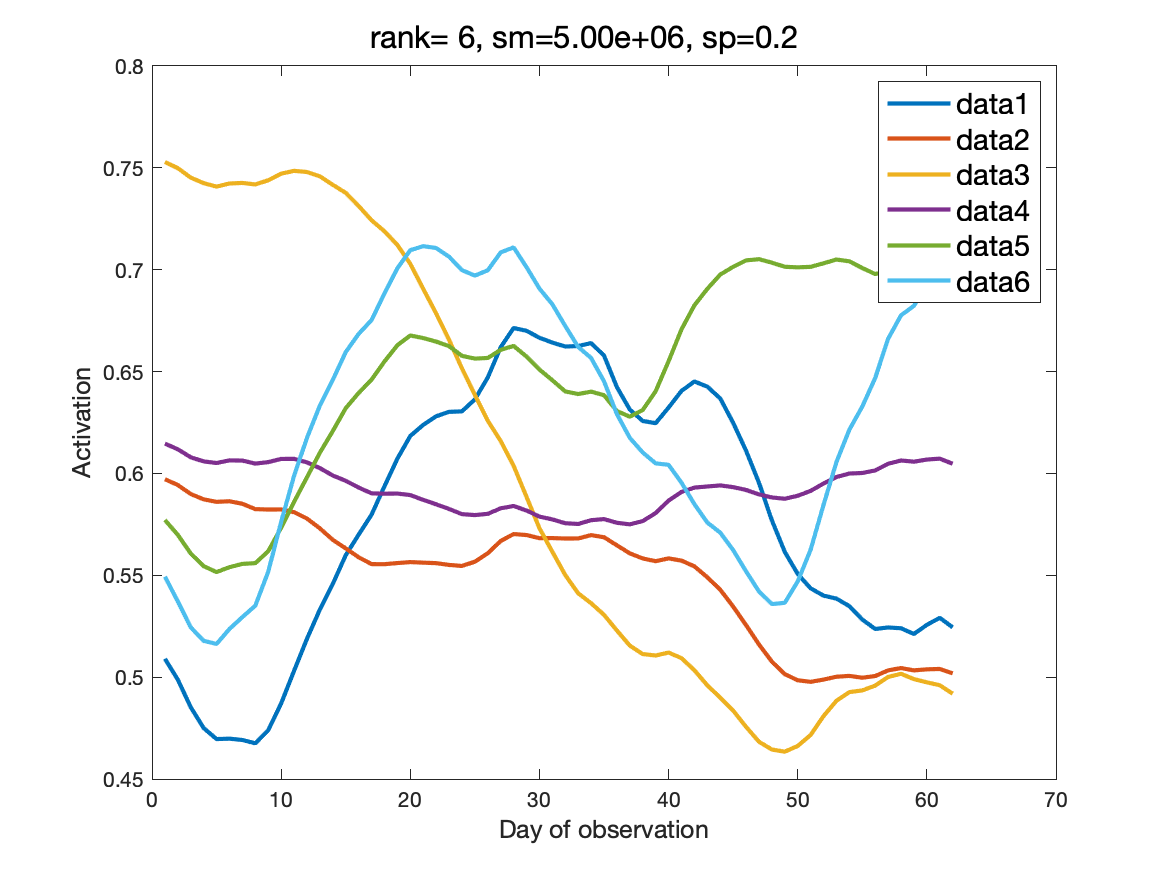 rank= 6, sm=5.00e+06, sp=0.2
0.8
0.75
0.7
0.65
0.6
0.55
0.5
0.45
Activation
data1
data2
data3
data4
data5
data6
0 10 20 30 40 50 60 70
Day of observation